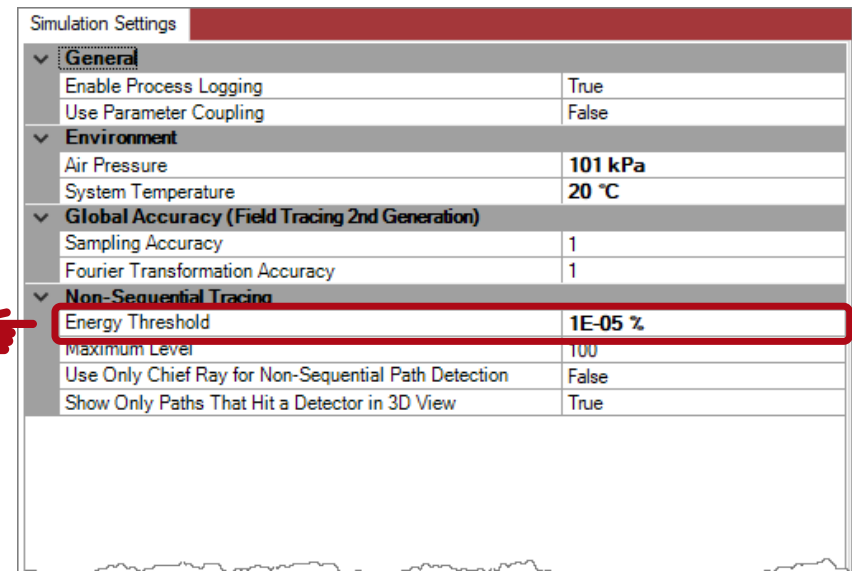 Simulation Settings
General
Enable Process Logging True
Use Parameter Coupling False
Environment
Air Pressure 101 kPa
System Temperature 20 °C
Global Accuracy (Field Tracing 2nd Generation)
Sampling Accuracy 1
Fourier Transformation Accuracy 1
Non-Sequential Tracing
Energy Threshold 1E-05 %
Maximum Level 100
Use Only Chief Ray for Non-Sequential Path Detection False
Show Only Paths That Hit a Detector in 3D View True